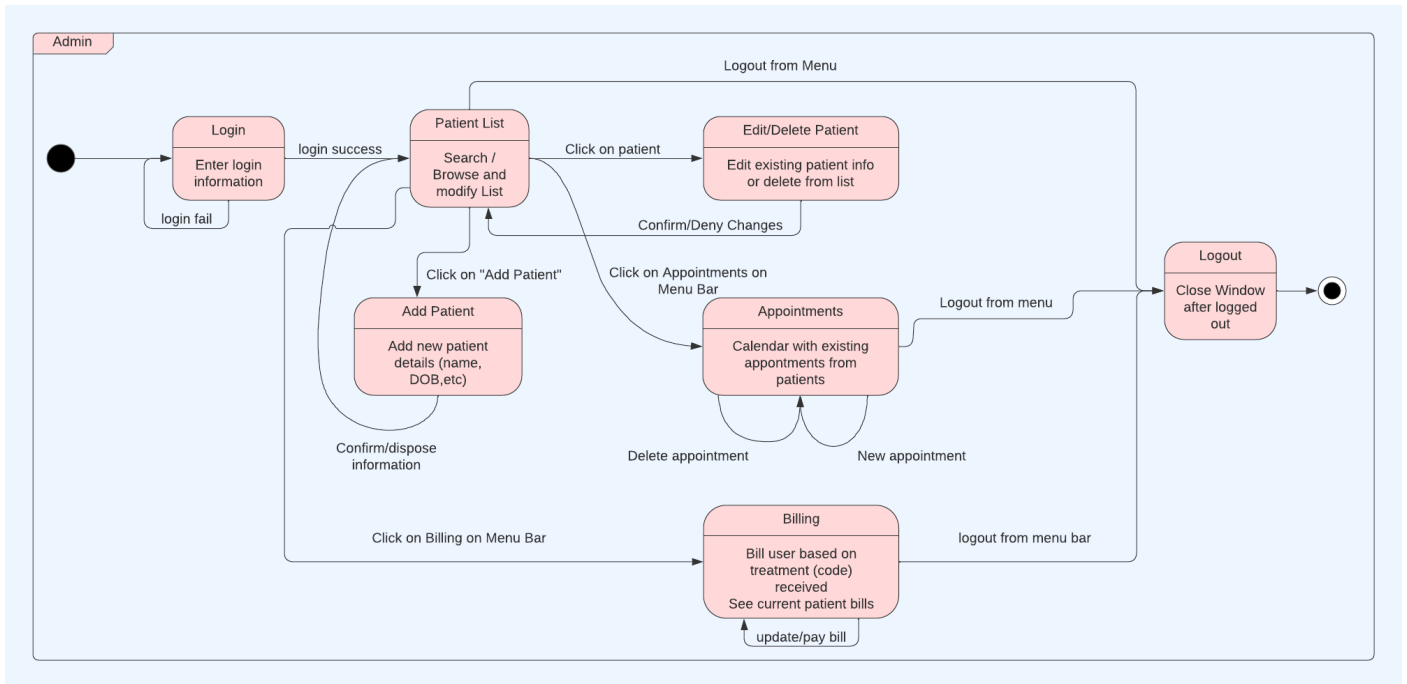 Admin
Logout from Menu
Login
Enter login
information
login success
login fail
Patient List
Search /
Browse and
modify List
Click on patient
Edit/Delete Patient
Edit existing patient info
or delete from list
Confirm/Deny Changes
Click on "Add Patient"
Click on Appointments on
Menu Bar
Add Patient
Add new patient
details (name,
DOB,etc)
Confirm/dispose
information
Appointments
Calendar with existing
appontments from
patients
Logout from menu
Logout
Close Window
after logged
out
Delete appointment
New appointment
Click on Billing on Menu Bar
Billing
Bill user based on
treatment (code)
received
See current patient bills
logout from menu bar
update/pay bill